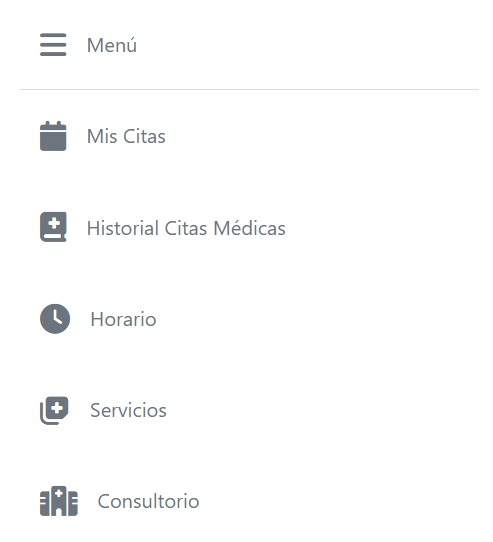 Menú
Mis Citas
Historial Citas Médicas
Horario
Servicios
Consultorio